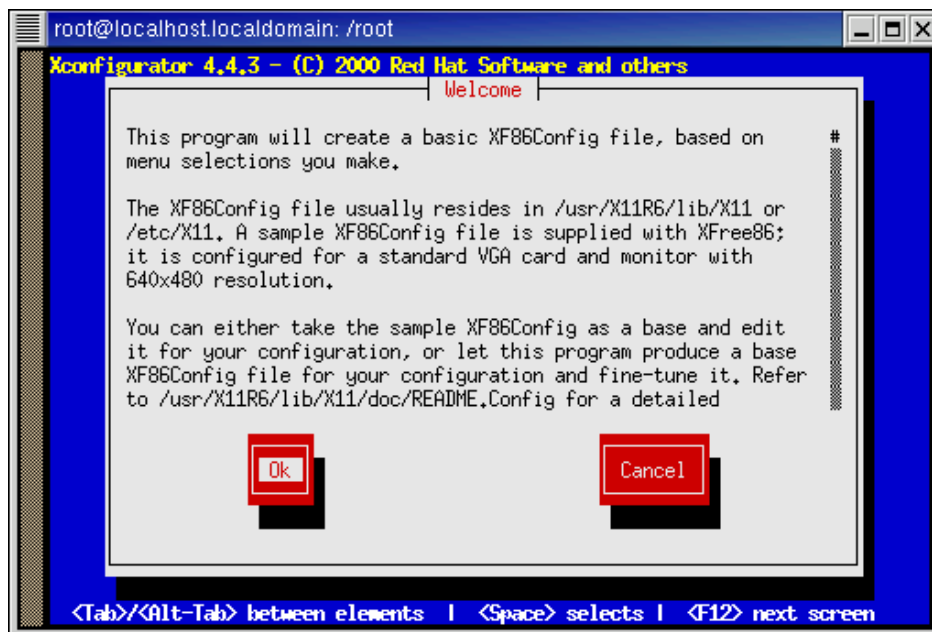 root@localhost.localdomain: /root
Xconfigurator 4.4.3 - (C) 2000 Red Hat Software and others
Welcome
This program will create a basic XF86Config file, based on
menu selections you make.
The XF86Config file usually resides in /usr/X11R6/lib/X11 or
/etc/X11. A sample XF86Config file is supplied with XFree86;
it is configured for a standard VGA card and monitor with
640x480 resolution.
You can either take the sample XF86Config as a base and edit
it for your configuration, or let this program produce a base
XF86Config file for your configuration and fine-tune it. Refer
to /usr/X11R6/lib/X11/doc/README.Config for a detailed
#
Ok
Cancel
<Tab>/<Alt-Tab> between elements | <Space> selects | <F12> next screen